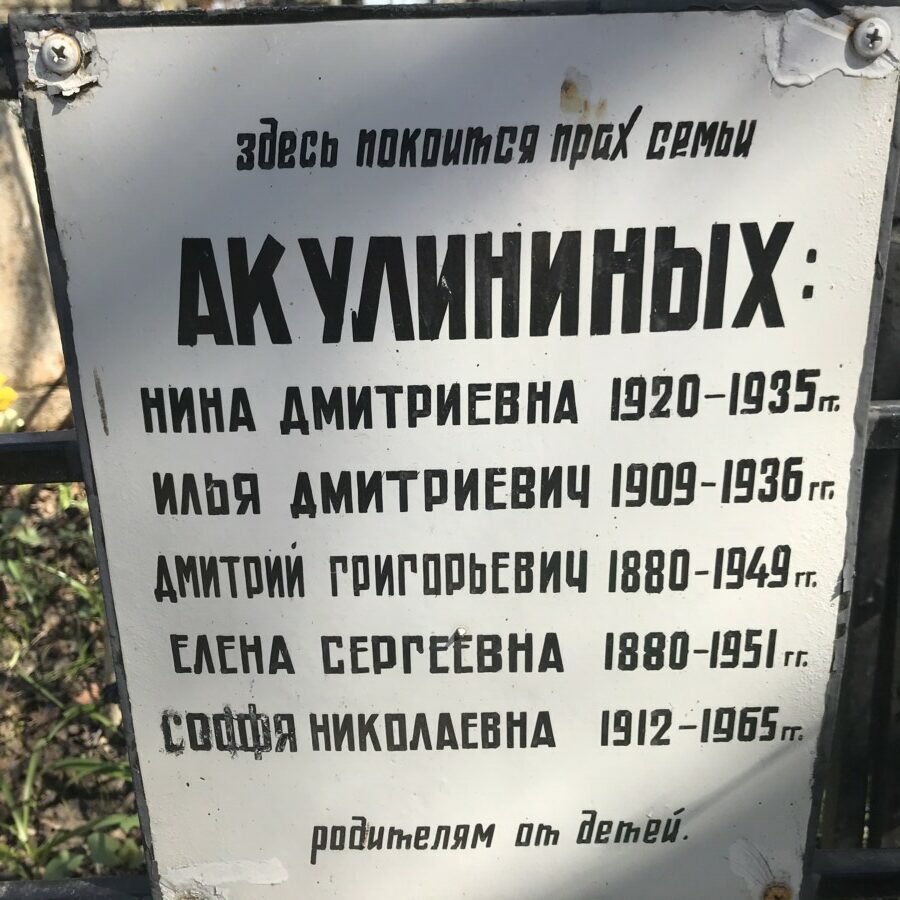 здесь покоится прах семьи
АКУЛИНИНЫХ:
НИНА ДМИТРИЕВНА 1920-1935гг.
ИЛЬЯ ДМИТРИЕВИЧ 1909-1936гг.
ДМИТРИЙ ГРИГОРЬЕВИЧ 1880-1949гг.
ЕЛЕНА СЕРГЕЕВНА 1880-1951гг.
СОФФЯ НИКОЛАЕВНА 1912-1965гг.
родителям от детей.